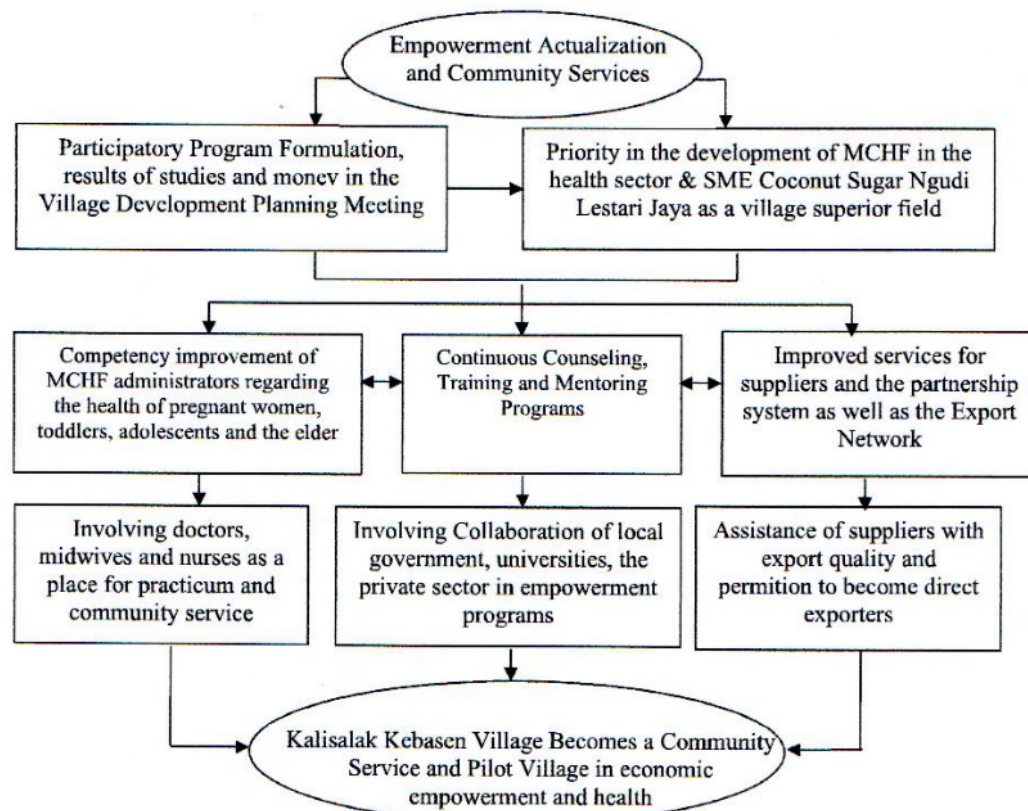 Empowerment Actualization
and Community Services
Participatory Program Formulation,
results of studies and monev in the
Village Development Planning Meeting
Priority in the development of MCHF in the
health sector & SME Coconut Sugar Ngudi
Lestari Jaya as a village superior field
Competency improvement of
MCHF administrators regarding
the health of pregnant women,
toddlers, adolescents and the elder
Continuous Counseling,
Training and Mentoring
Programs
Improved services for
suppliers and the partnership
system as well as the Export
Network
Involving doctors,
midwives and nurses as a
place for practicum and
community service
Involving Collaboration of local
government, universities, the
private sector in empowerment
programs
Assistance of suppliers with
export quality and
permition to become direct
exporters
Kalisalak Kebasen Village Becomes a Community
Service and Pilot Village in economic
empowerment and health